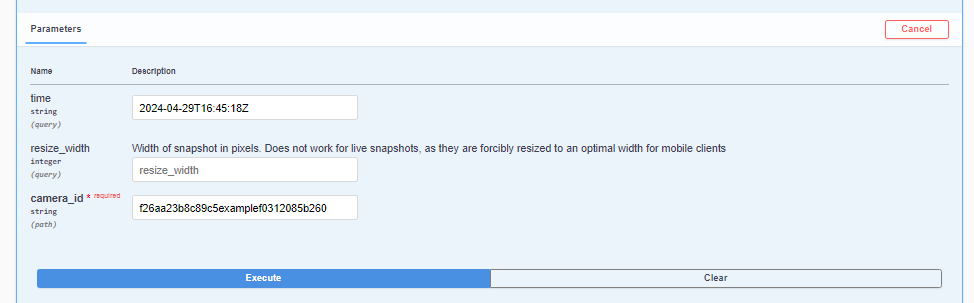 Parameters
Cancel
Name Description
time
string
(query)
2024-04-29T16:45:18Z
resize_width
integer
(query)
Width of snapshot in pixels. Does not work for live snapshots, as they are forcibly resized to an optimal width for mobile clients
resize_width
camera_id * required
string
(path)
f26aa23b8c89c5examplef0312085b260
Execute Clear